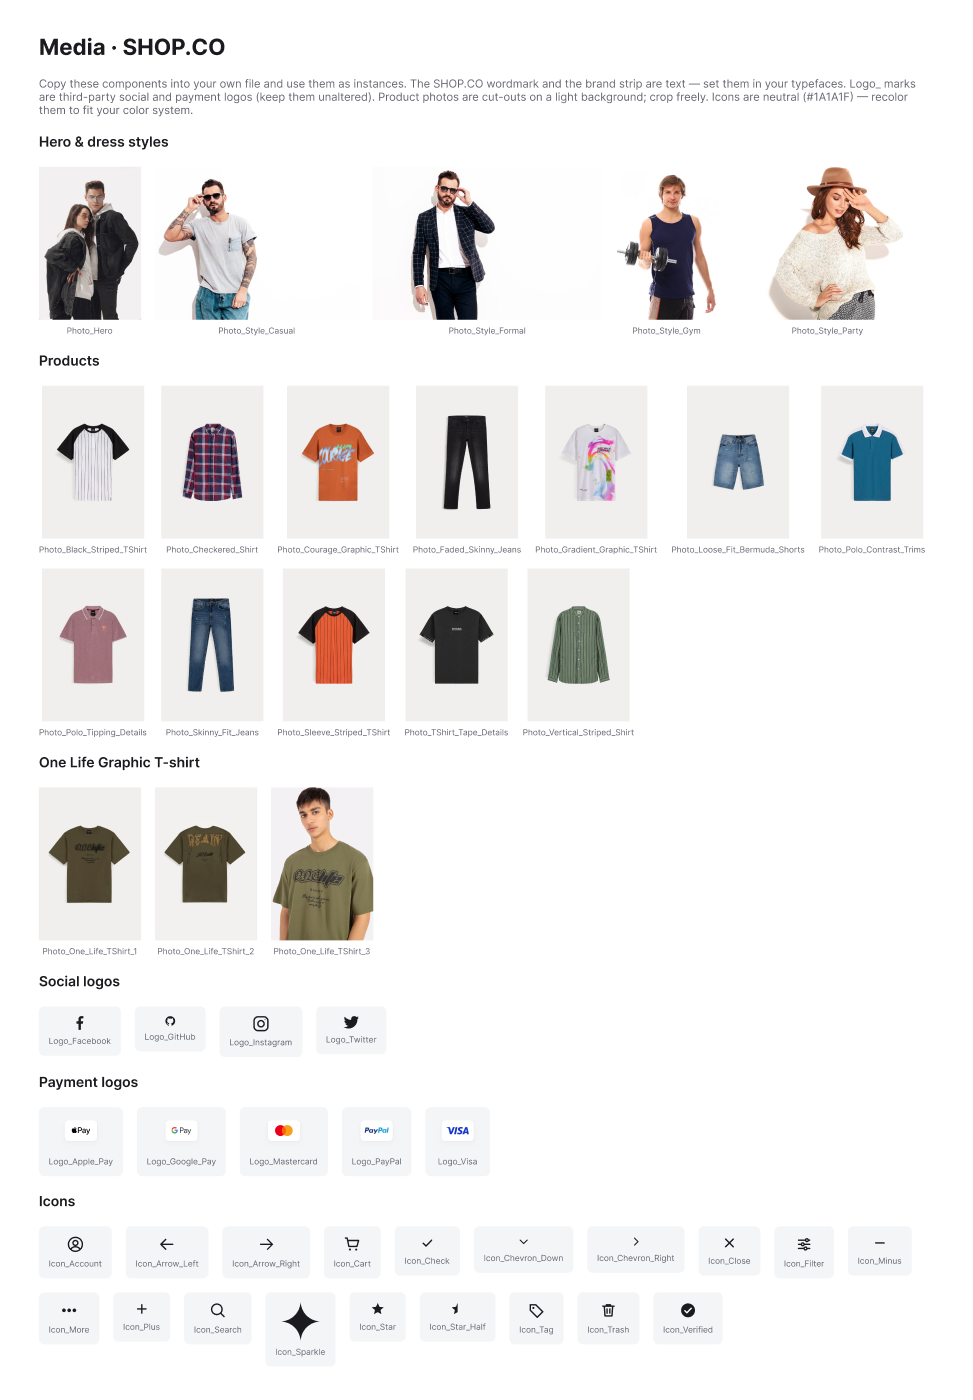 Media · SHOP.CO
Copy these components into your own file and use them as instances. The SHOP.CO wordmark and the brand strip are text — set them in your typefaces. Logo_ marks
are third-party social and payment logos (keep them unaltered). Product photos are cut-outs on a light background; crop freely. Icons are neutral (#1A1A1F) — recolor
them to fit your color system.
Hero & dress styles
Photo_Hero
Photo_Style_Casual
Photo_Style_Formal
Photo_Style_Gym
Photo_Style_Party
Products
Photo_Black_Striped_TShirt
Photo_Checkered_Shirt
Photo_Courage_Graphic_TShirt
Photo_Faded_Skinny_Jeans
Photo_Gradient_Graphic_TShirt
Photo_Loose_Fit_Bermuda_Shorts
Photo_Polo_Contrast_Trims
Photo_Polo_Tipping_Details
Photo_Skinny_Fit_Jeans
Photo_Sleeve_Striped_TShirt
Photo_TShirt_Tape_Details
Photo_Vertical_Striped_Shirt
One Life Graphic T-shirt
onelife
Photo_One_Life_TShirt_1
Photo_One_Life_TShirt_2
onelife
Photo_One_Life_TShirt_3
Social logos
Logo_Facebook
Logo_GitHub
Logo_Instagram
Logo_Twitter
Payment logos
Pay
G Pay
PayPal
VISA
Logo_Apple_Pay
Logo_Google_Pay
Logo_Mastercard
Logo_PayPal
Logo_Visa
Icons
Icon_Account
Icon_Arrow_Left
Icon_Arrow_Right
Icon_Cart
Icon_Check
Icon_Chevron_Down
Icon_Chevron_Right
Icon_Close
Icon_Filter
Icon_Minus
Icon_More
Icon_Plus
Icon_Search
Icon_Sparkle
Icon_Star
Icon_Star_Half
Icon_Tag
Icon_Trash
Icon_Verified